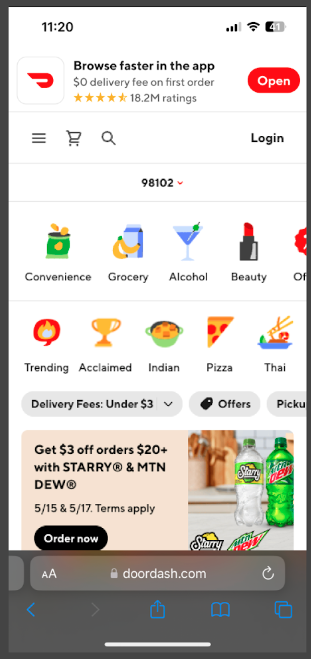 11:20
41
Browse faster in the app
$0 delivery fee on first order
18.2M ratings
Open
Login
98102
Convenience
Grocery
Alcohol
Beauty
Of
Trending
Acclaimed
Indian
Pizza
Thai
Delivery Fees: Under $3
Offers
Picku
Get $3 off orders $20+
with STARRY® & MTN
DEW®
5/15 & 5/17. Terms apply
Order now
Starry
Starry
AA
doordash.com